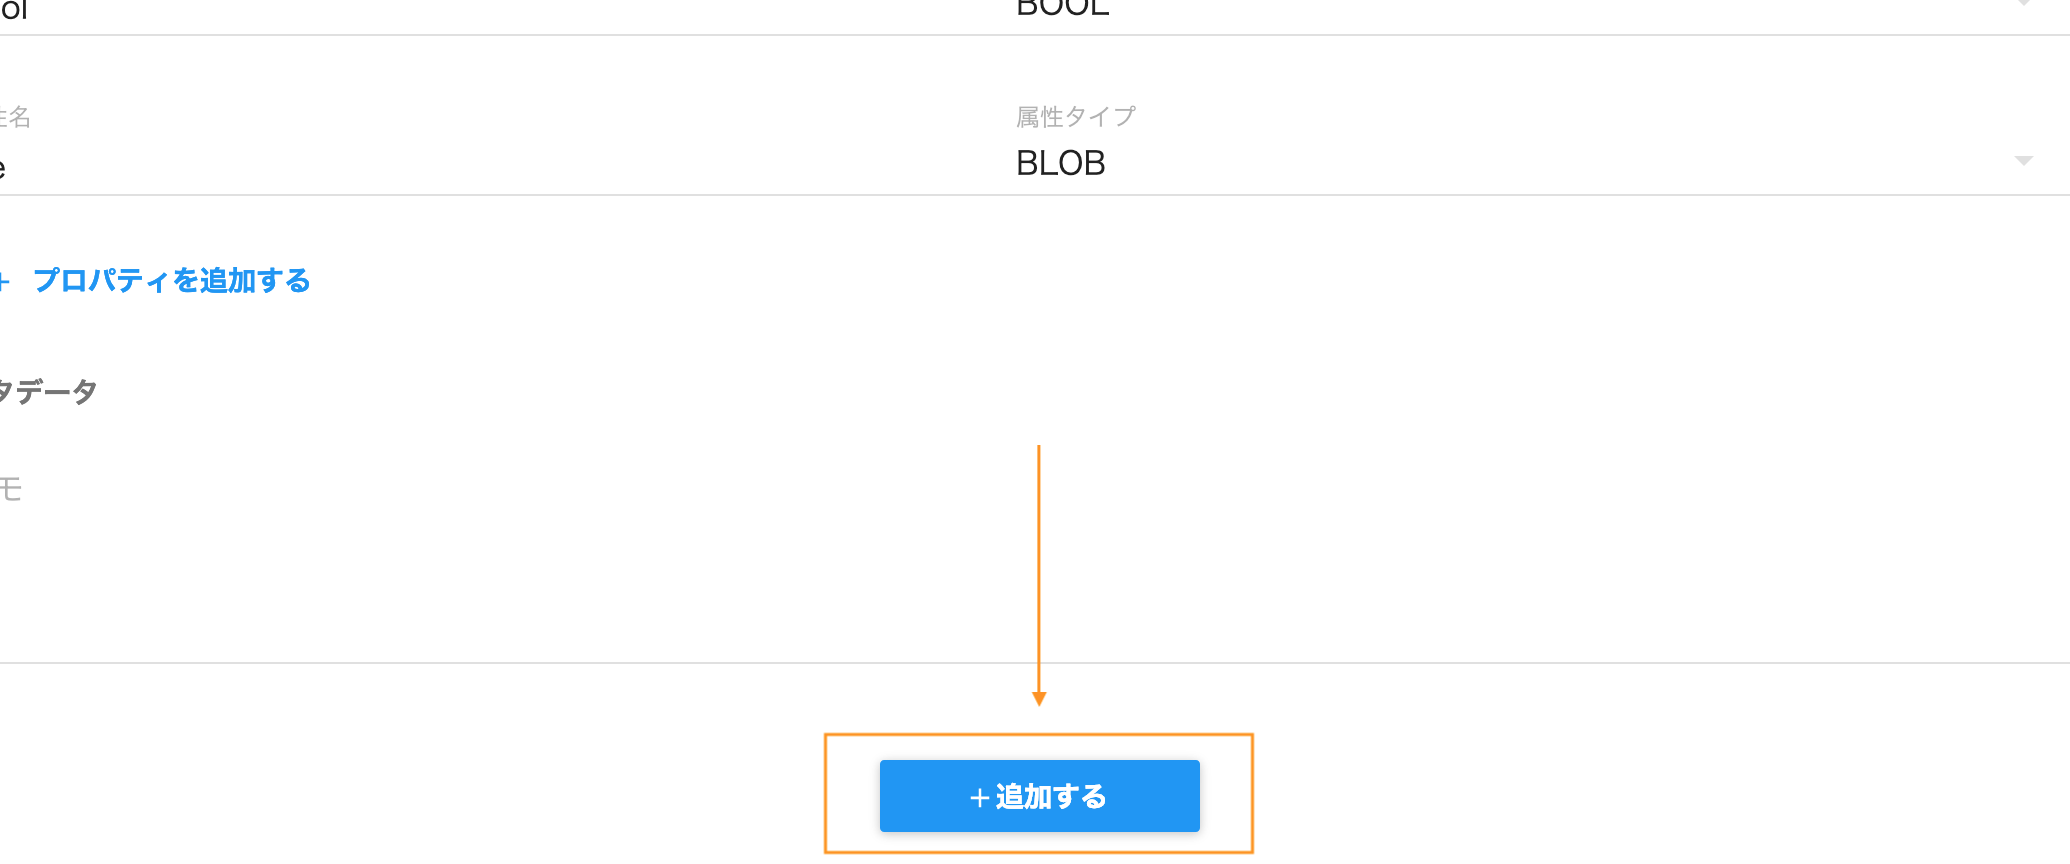 ol BOOL
性名 属性タイプ
e BLOB
+ プロパティを追加する
タデータ
モ
+ 追加する